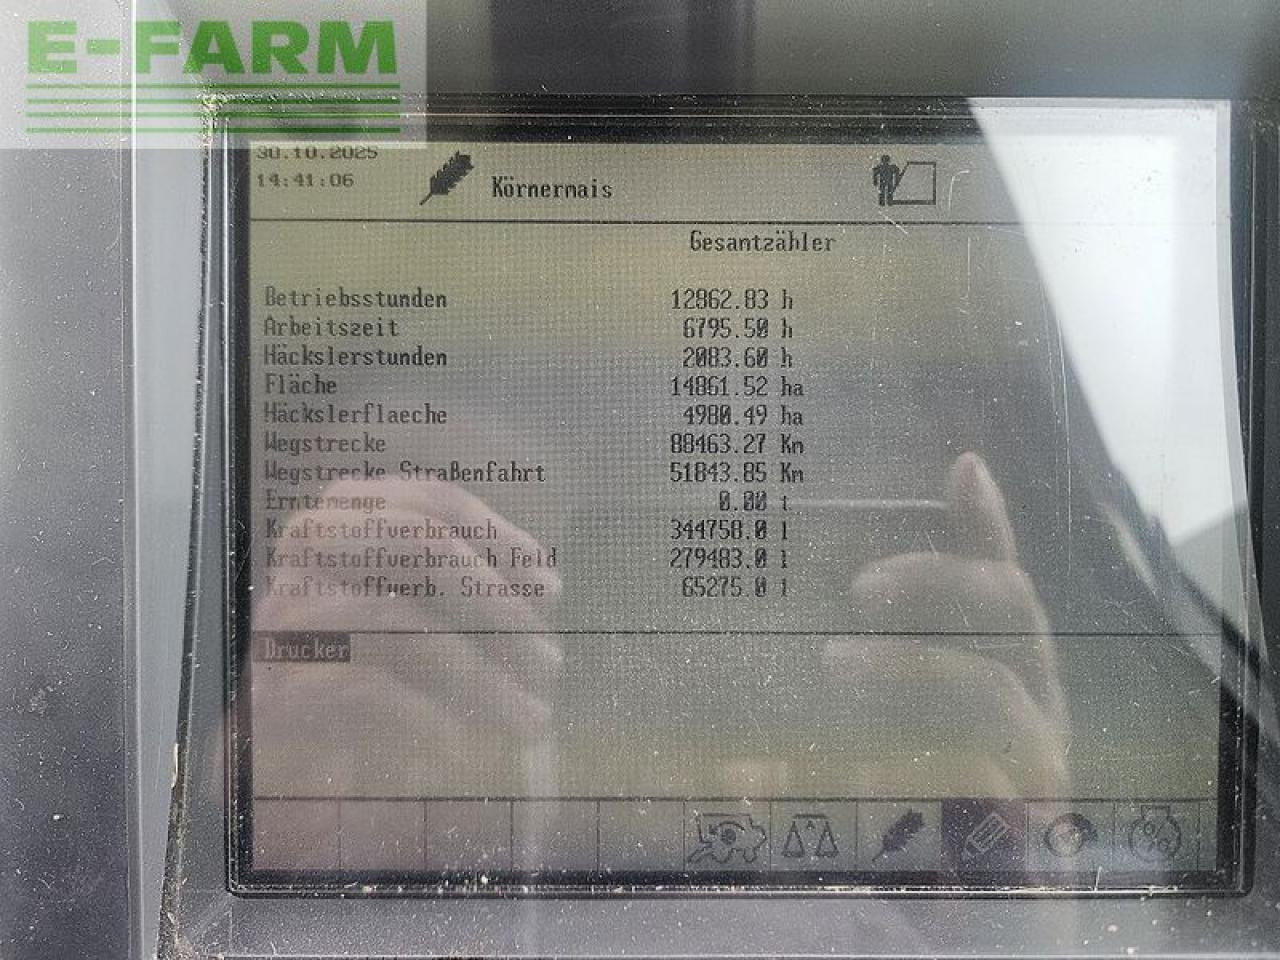 E-FARM
30.10.2025
14:41:06
Körnermais
Gesamtzähler
Betriebsstunden 12862.83 h
Arbeitszeit 6795.50 h
Häckslerstunden 2083.60 h
Fläche 14861.52 ha
Häckslerflaeche 4980.49 ha
Wegstrecke 88463.27 Km
Wegstrecke Straßenfahrt 51843.85 Km
Erntemenge 0.00 t
Kraftstoffverbrauch 344758.0 l
Kraftstoffverbrauch Feld 279483.0 l
Kraftstoffverb. Strasse 65275.0 l
Drucker
%